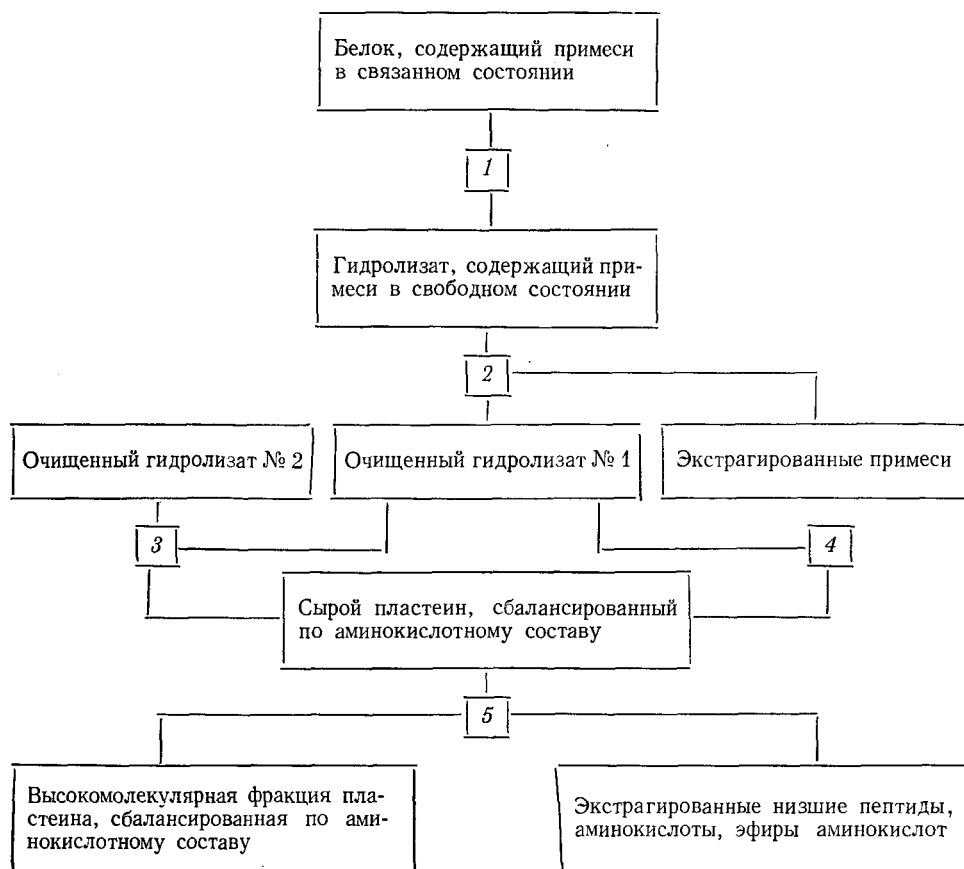 Белок, содержащий примеси
в связанном состоянии
1
Гидролизат, содержащий при-
меси в свободном состоянии
2
Очищенный гидролизат № 2
Очищенный гидролизат № 1
Экстрагированные примеси
3
4
Сырой пластеин, сбалансированный
по аминокислотному составу
5
Высокомолекулярная фракция пла-
стеина, сбалансированная по ами-
нокислотному составу
Экстрагированные низшие пептиды,
аминокислоты, эфиры аминокислот